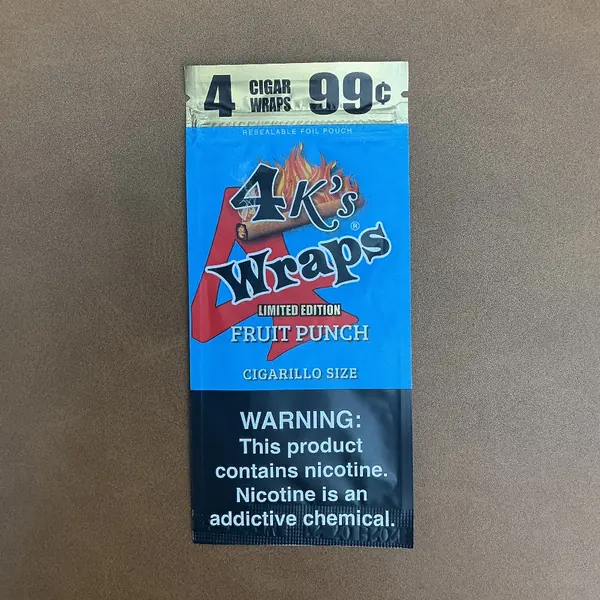 4 CIGAR WRAPS 99¢
RESEALABLE FOIL POUCH
4K's
Wraps®
LIMITED EDITION
FRUIT PUNCH
CIGARILLO SIZE
WARNING:
This product
contains nicotine.
Nicotine is an
addictive chemical.